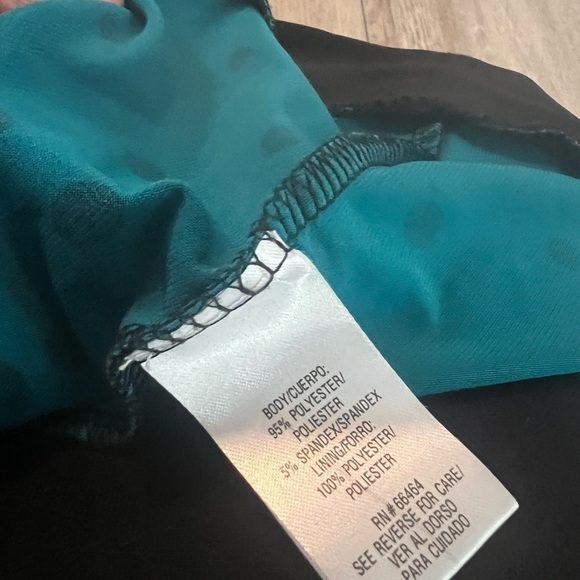 BODY/CUERPO:
95% POLYESTER/
POLIESTER
5% SPANDEX/SPANDEX
LINING/FORRO:
100% POLYESTER/
POLIESTER
RN# 66464
SEE REVERSE FOR CARE/
VER AL DORSO
PARA CUIDADO